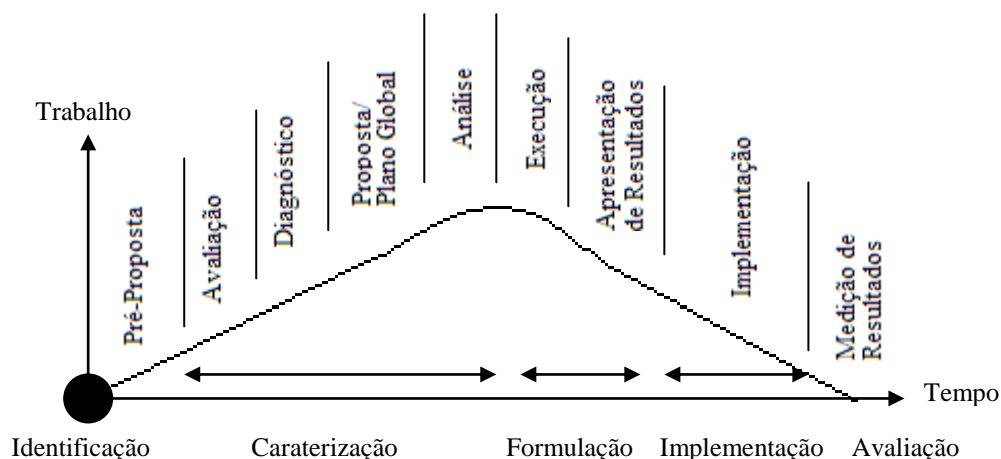 Trabalho
Pré-Proposta
Avaliação
Diagnóstico
Proposta/
Plano Global
Análise
Execução
Apresentação
de Resultados
Implementação
Medição de
Resultados
Tempo
Identificação
Caraterização
Formulação
Implementação
Avaliação